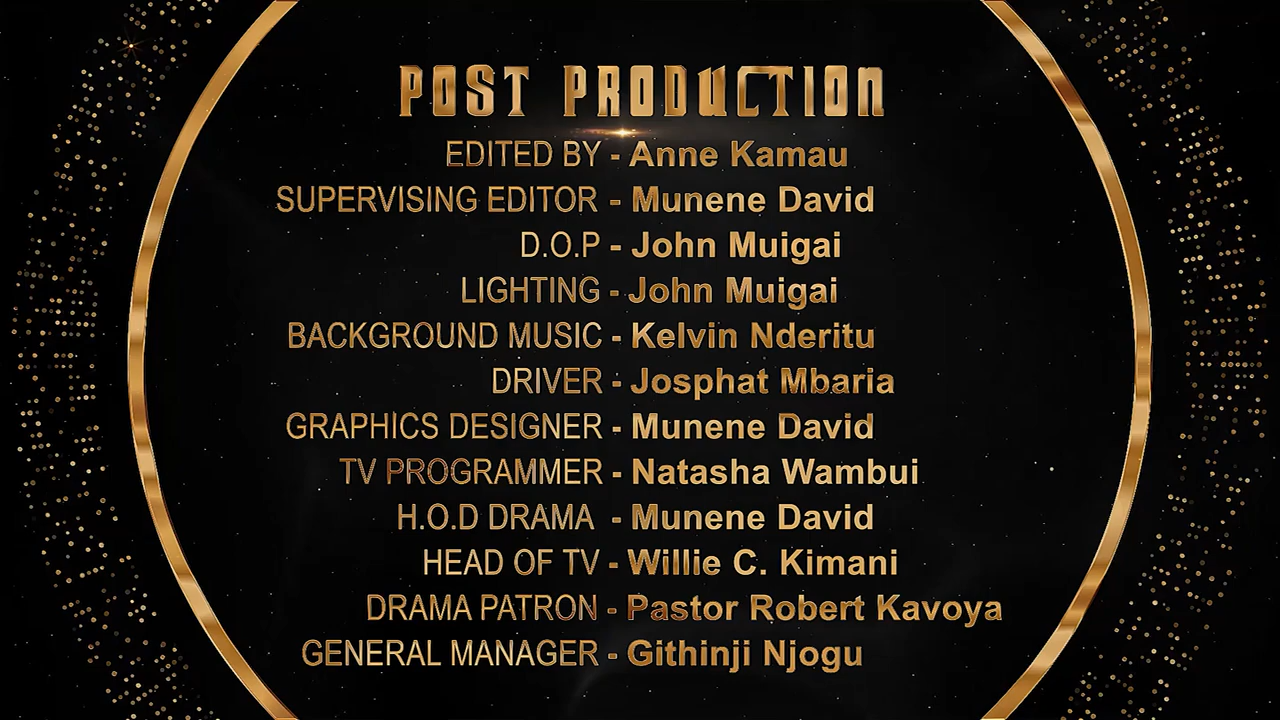 POST PRODUCTION
EDITED BY - Anne Kamau
SUPERVISING EDITOR - Munene David
D.O.P - John Muigai
LIGHTING - John Muigai
BACKGROUND MUSIC - Kelvin Nderitu
DRIVER - Josphat Mbaria
GRAPHICS DESIGNER - Munene David
TV PROGRAMMER - Natasha Wambui
H.O.D DRAMA - Munene David
HEAD OF TV - Willie C. Kimani
DRAMA PATRON - Pastor Robert Kavoya
GENERAL MANAGER - Githinji Njogu